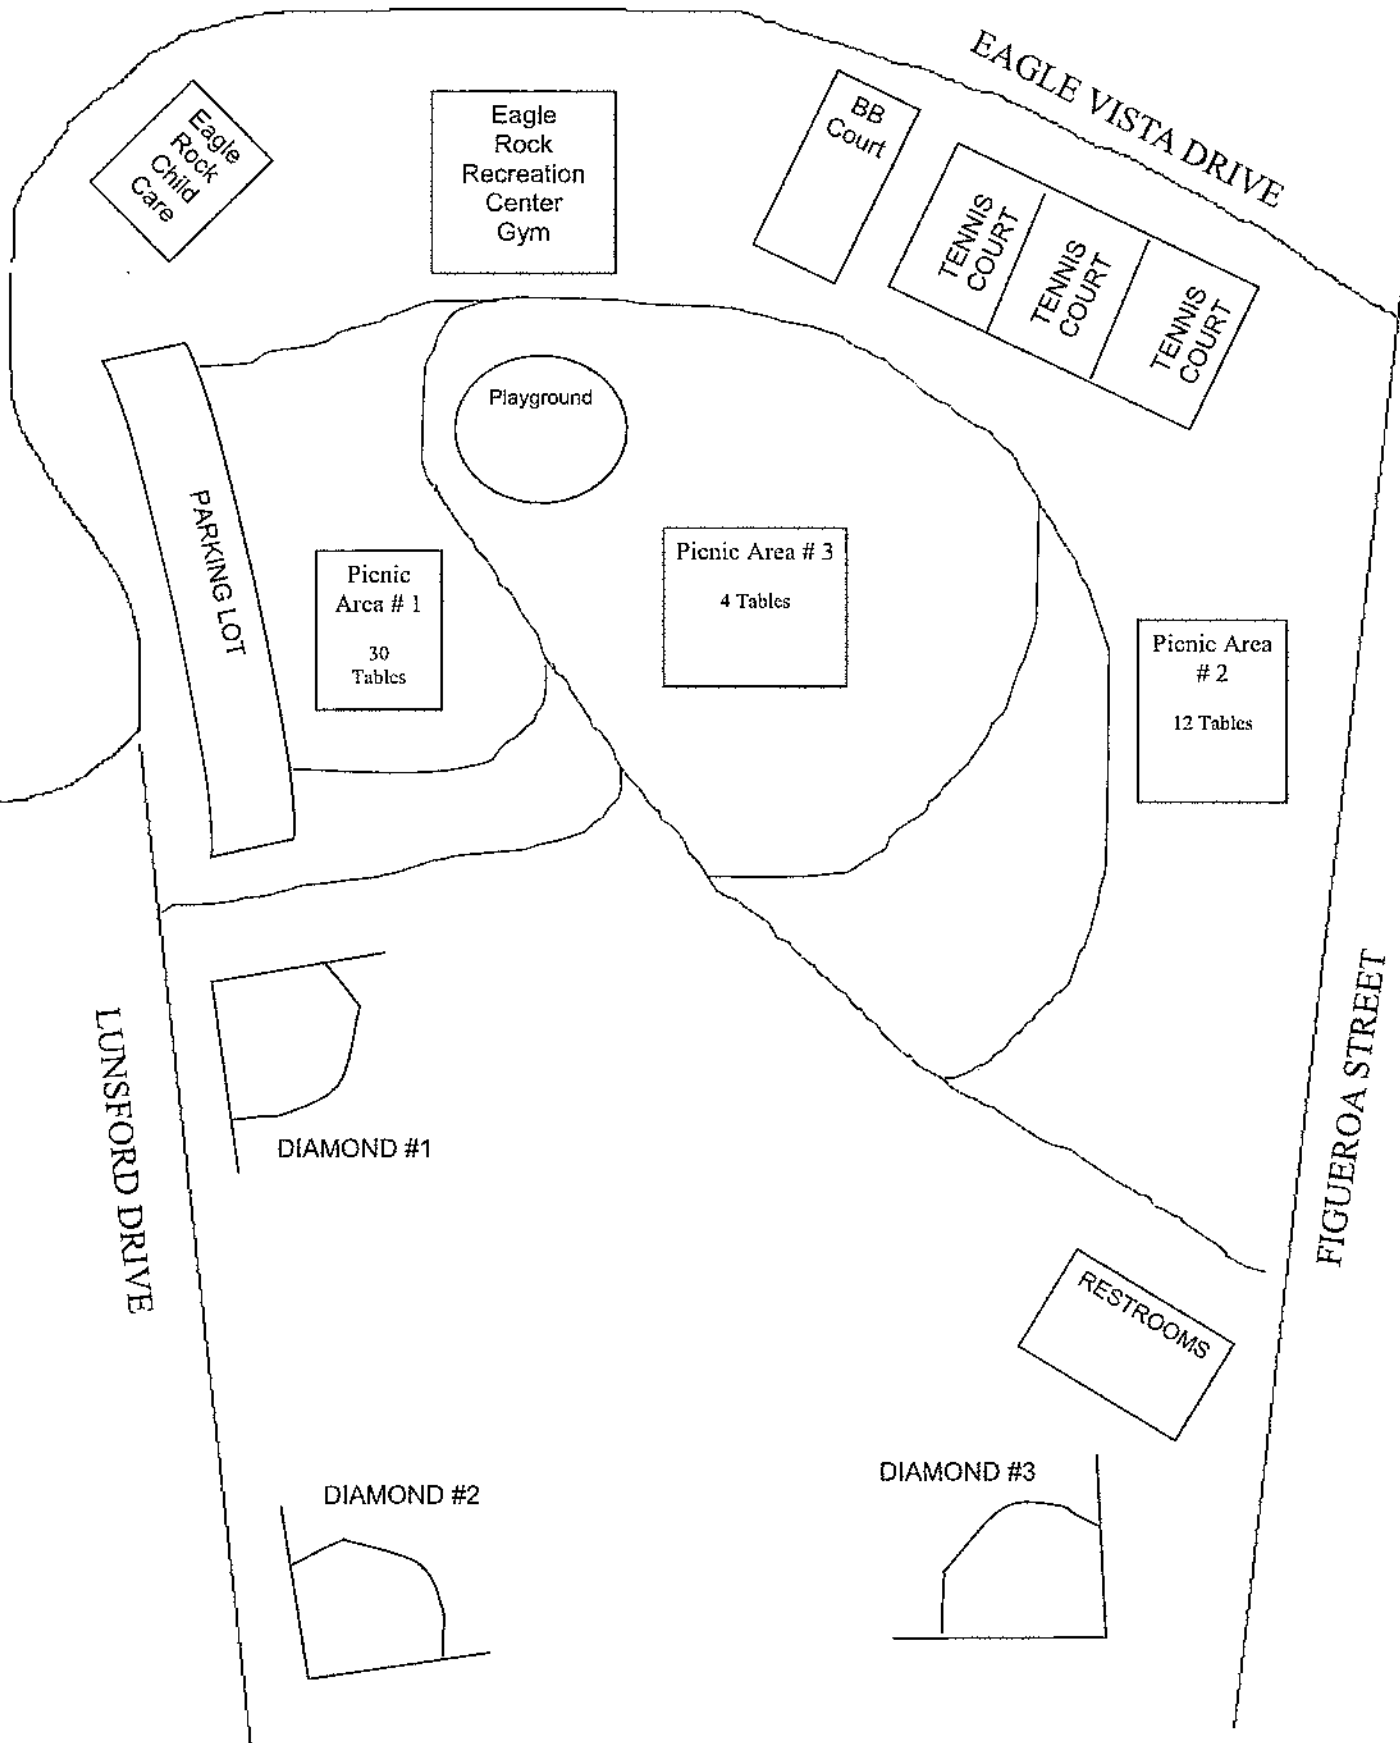 EAGLE VISTA DRIVE
Eagle
Rock
Child
Care
Eagle
Rock
Recreation
Center
Gym
BB
Court
TENNIS
COURT
TENNIS
COURT
TENNIS
COURT
Playground
PARKING LOT
Picnic
Area # 1
30
Tables
Picnic Area # 3
4 Tables
Picnic Area
# 2
12 Tables
LUNSFORD DRIVE
FIGUEROA STREET
DIAMOND #1
RESTROOMS
DIAMOND #2
DIAMOND #3